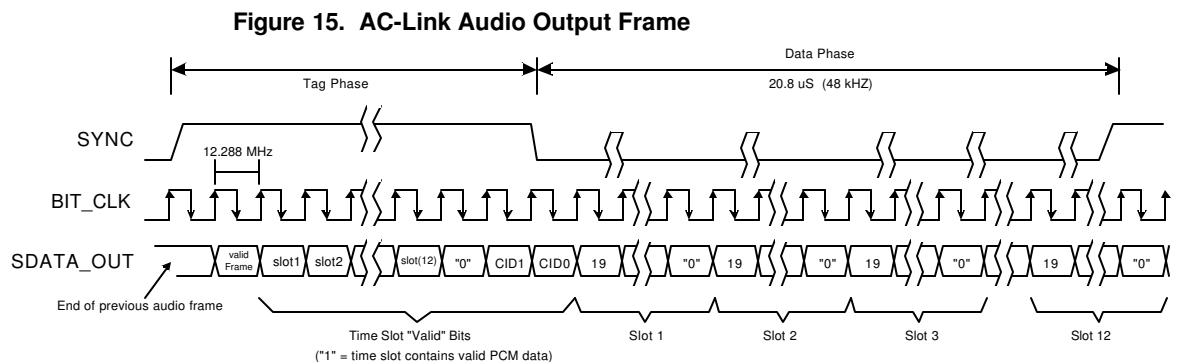 Figure 15. AC-Link Audio Output Frame
Data Phase
Tag Phase
20.8 uS (48 kHZ)
SYNC
12.288 MHz
BIT_CLK
SDATA_OUT
valid Frame slot1 slot2 slot(12) "0" CID1 CID0 19 "0" 19 "0" 19 "0" 19 "0"
End of previous audio frame
Time Slot "Valid" Bits
("1" = time slot contains valid PCM data)
Slot 1
Slot 2
Slot 3
Slot 12